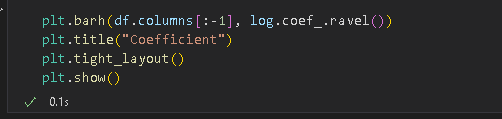 plt.barh(df.columns[:-1], log.coef_.ravel())
plt.title("Coefficient")
plt.tight_layout()
plt.show()
✓ 0.1s